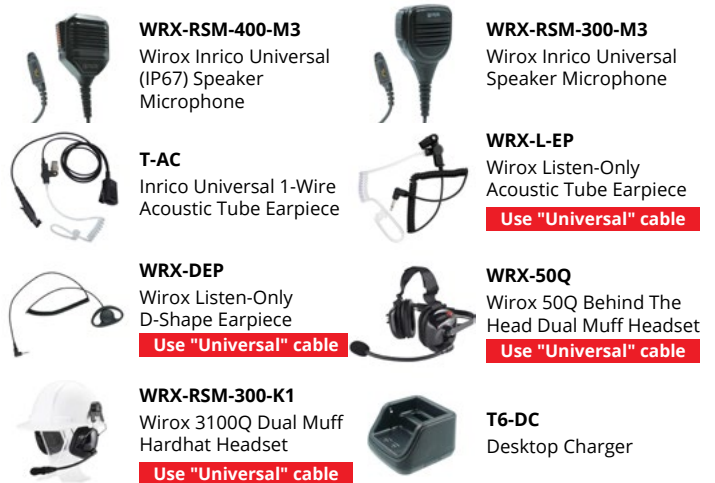 WRX-RSM-400-M3
Wirox Inrico Universal
(IP67) Speaker
Microphone
WRX-RSM-300-M3
Wirox Inrico Universal
Speaker Microphone
T-AC
Inrico Universal 1-Wire
Acoustic Tube Earpiece
WRX-L-EP
Wirox Listen-Only
Acoustic Tube Earpiece
Use "Universal" cable
WRX-DEP
Wirox Listen-Only
D-Shape Earpiece
Use "Universal" cable
WRX-50Q
Wirox 50Q Behind The
Head Dual Muff Headset
Use "Universal" cable
WRX-RSM-300-K1
Wirox 3100Q Dual Muff
Hardhat Headset
Use "Universal" cable
T6-DC
Desktop Charger